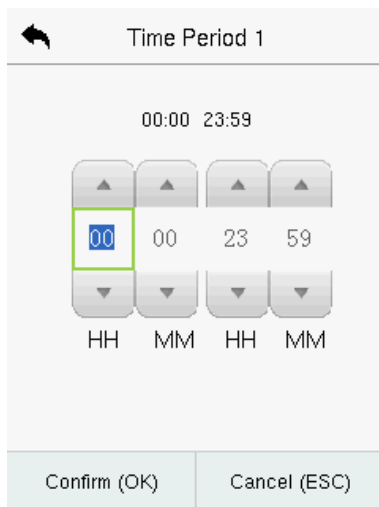 Time Period 1
00:00 23:59
00 00 23 59
HH MM HH MM
Confirm (OK) Cancel (ESC)